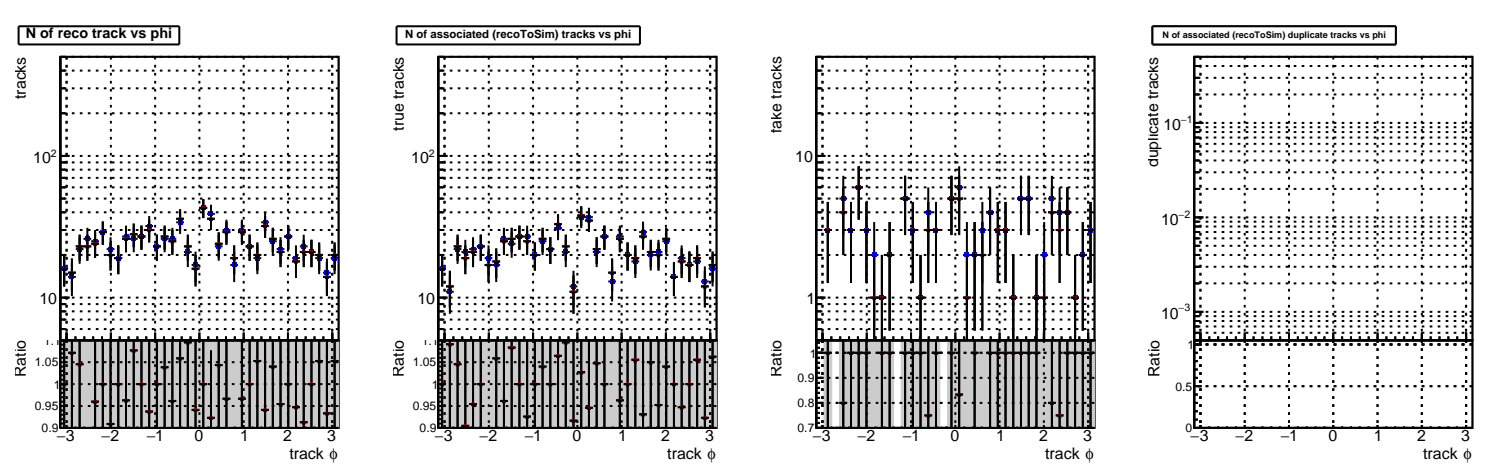 N of reco track vs phi
tracks
10²
10
Ratio
1.1
1.05
1
0.95
0.9
−3 −2 −1 0 1 2 3
track ϕ
N of associated (recoToSim) tracks vs phi
true tracks
10²
10
Ratio
1.05
1
0.95
0.9
−3 −2 −1 0 1 2 3
track ϕ
fake tracks
10
1
Ratio
1
0.9
0.8
0.7
−3 −2 −1 0 1 2 3
track ϕ
N of associated (recoToSim) duplicate tracks vs phi
duplicate tracks
10⁻¹
10⁻²
10⁻³
Ratio
1
0.5
0
−3 −2 −1 0 1 2 3
track ϕ